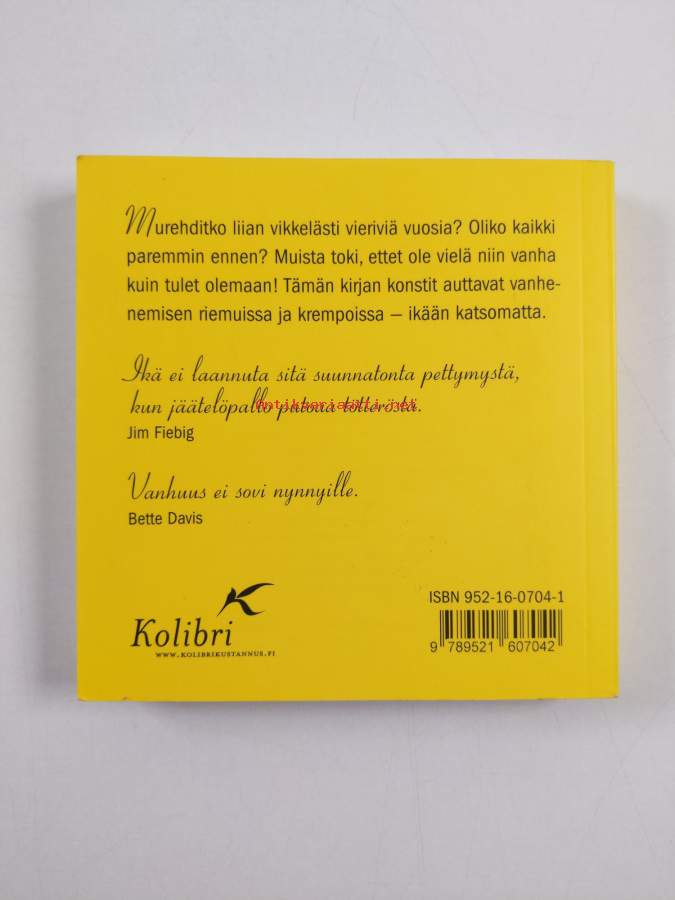 Murehditko liian vikkelästi vieriviä vuosia? Oliko kaikki
paremmin ennen? Muista toki, ettet ole vielä niin vanha
kuin tulet olemaan! Tämän kirjan konstit auttavat vanhe-
nemisen riemuissa ja krempoissa – ikään katsomatta.
Ikä ei laannuta sitä suunnatonta pettymystä,
kun jäätelöpallo putoaa tötteröstä.
Antikvariaatti.net
Jim Fiebig
Vanhuus ei sovi nynnyille.
Bette Davis
Kolibri
WWW.KOLIBRIKUSTANNUS.FI
ISBN 952-16-0704-1
9 789521 607042